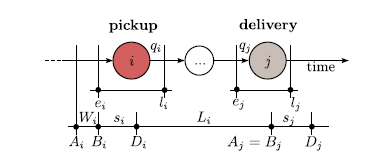 pickup delivery
q_i q_j
i ... j
time
e_i l_i e_j l_j
W_i s_i L_i s_j
A_i B_i D_i A_j = B_j D_j